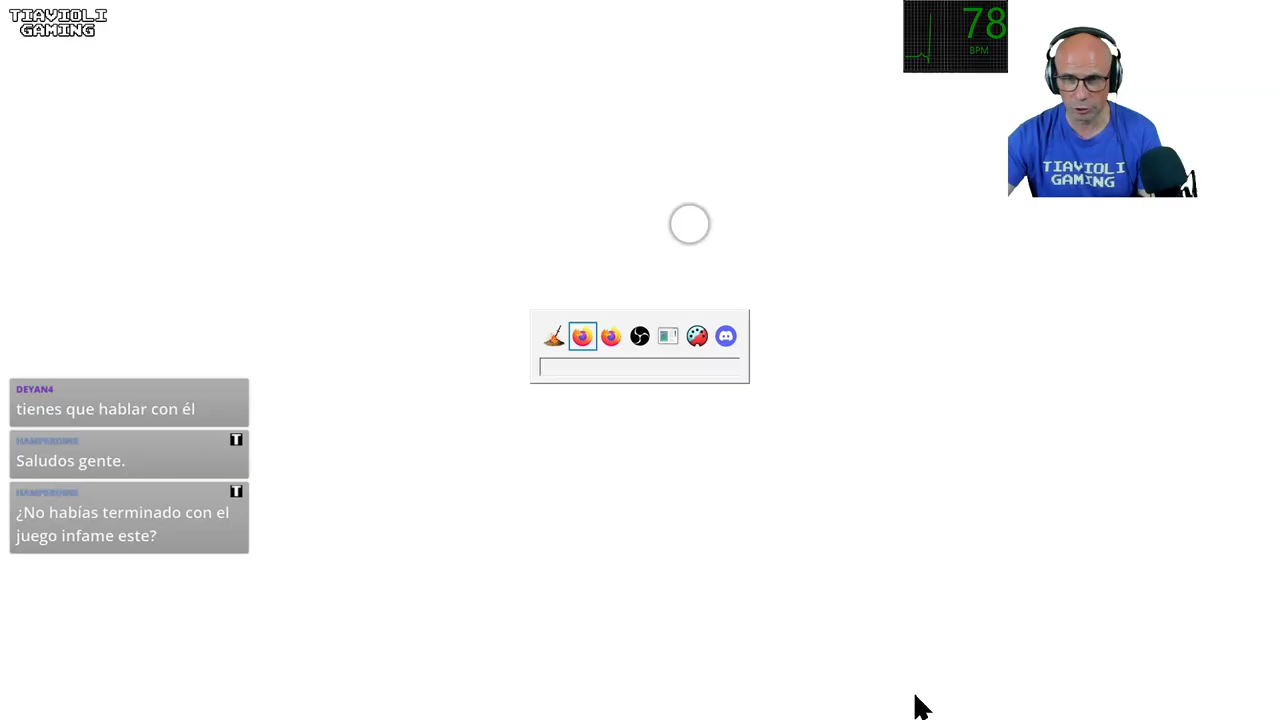 TIAVIOLI
GAMING
78
BPM
TIAVIOLI
GAMING
DEYAN4
tienes que hablar con él
T
Saludos gente.
T
¿No habías terminado con el
juego infame este?